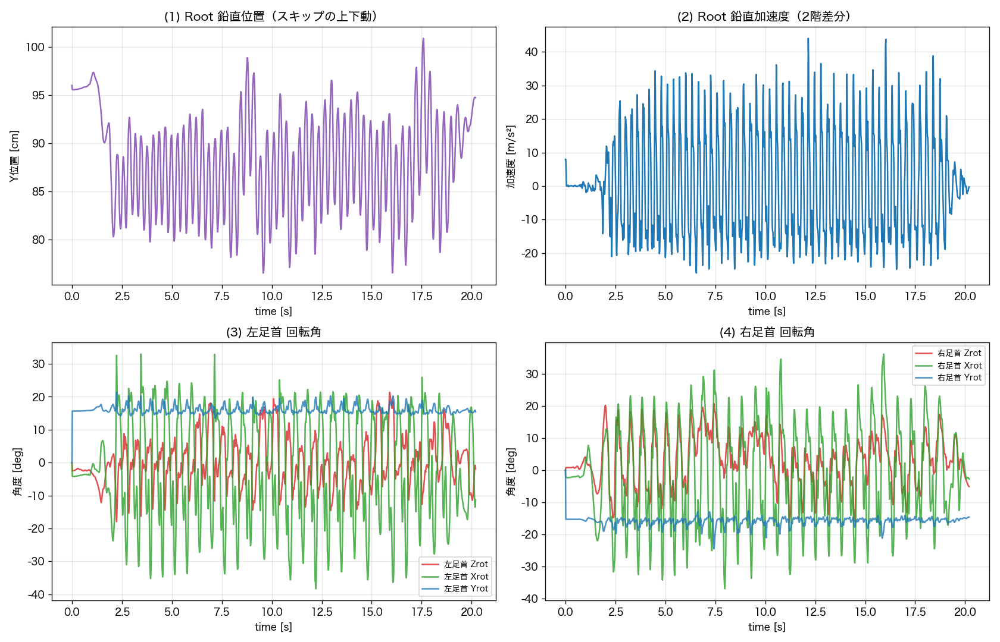 (1) Root 鉛直位置（スキップの上下動）
Y位置 [cm]
100
95
90
85
80
0.0 2.5 5.0 7.5 10.0 12.5 15.0 17.5 20.0
time [s]
(2) Root 鉛直加速度（2階差分）
加速度 [m/s²]
40
30
20
10
0
-10
-20
0.0 2.5 5.0 7.5 10.0 12.5 15.0 17.5 20.0
time [s]
(3) 左足首 回転角
角度 [deg]
30
20
10
0
-10
-20
-30
-40
左足首 Zrot
左足首 Xrot
左足首 Yrot
0.0 2.5 5.0 7.5 10.0 12.5 15.0 17.5 20.0
time [s]
(4) 右足首 回転角
角度 [deg]
30
20
10
0
-10
-20
-30
-40
右足首 Zrot
右足首 Xrot
右足首 Yrot
0.0 2.5 5.0 7.5 10.0 12.5 15.0 17.5 20.0
time [s]